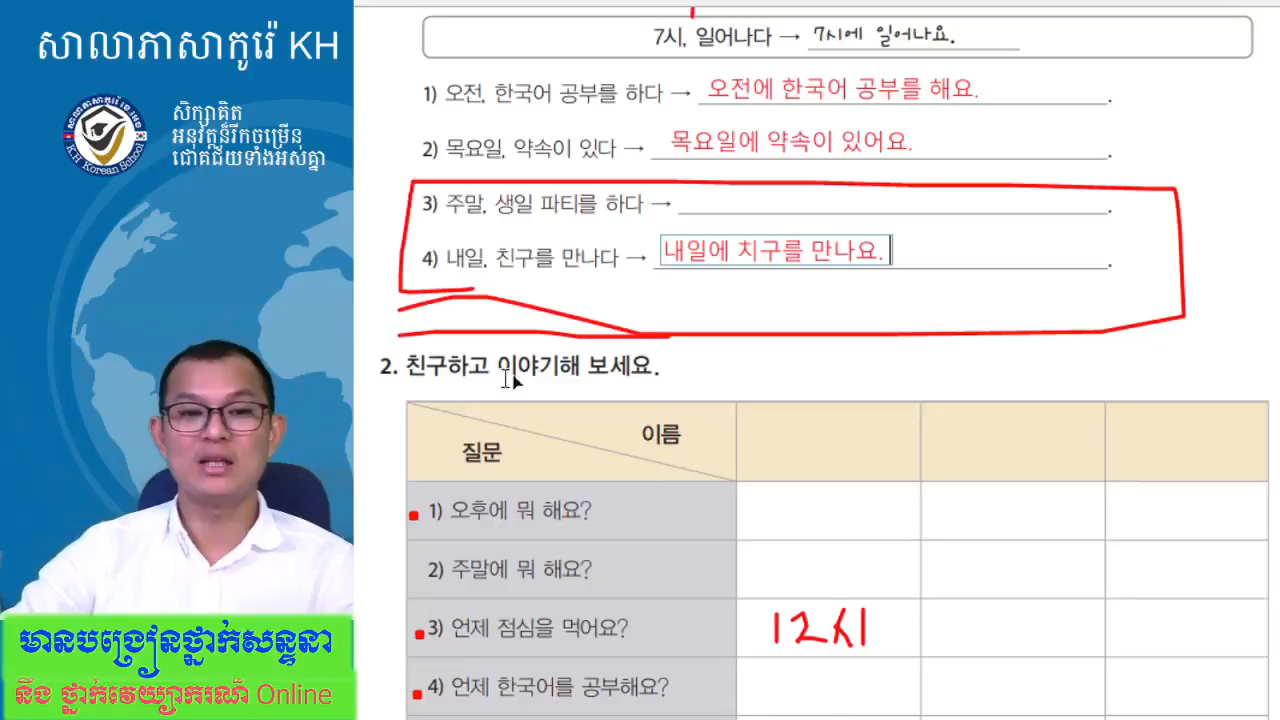 សាលាភាសាកូរ៉េ KH
សិក្សាគិត
អនុវត្តន៏រីកចម្រើន
ជោគជ័យទាំងអស់គ្នា
K.H Korean School
7시, 일어나다 → 7시에 일어나요.
1) 오전, 한국어 공부를 하다 → 오전에 한국어 공부를 해요. .
2) 목요일, 약속이 있다 → 목요일에 약속이 있어요. .
3) 주말, 생일 파티를 하다 → .
4) 내일, 친구를 만나다 → 내일에 치구를 만나요. .
2. 친구하고 이야기해 보세요.
이름
질문
1) 오후에 뭐 해요?
2) 주말에 뭐 해요?
3) 언제 점심을 먹어요? 12시
4) 언제 한국어를 공부해요?
មានបង្រៀនថ្នាក់សន្ទនា
នឹង ថ្នាក់វេយ្យាករណ៍ Online